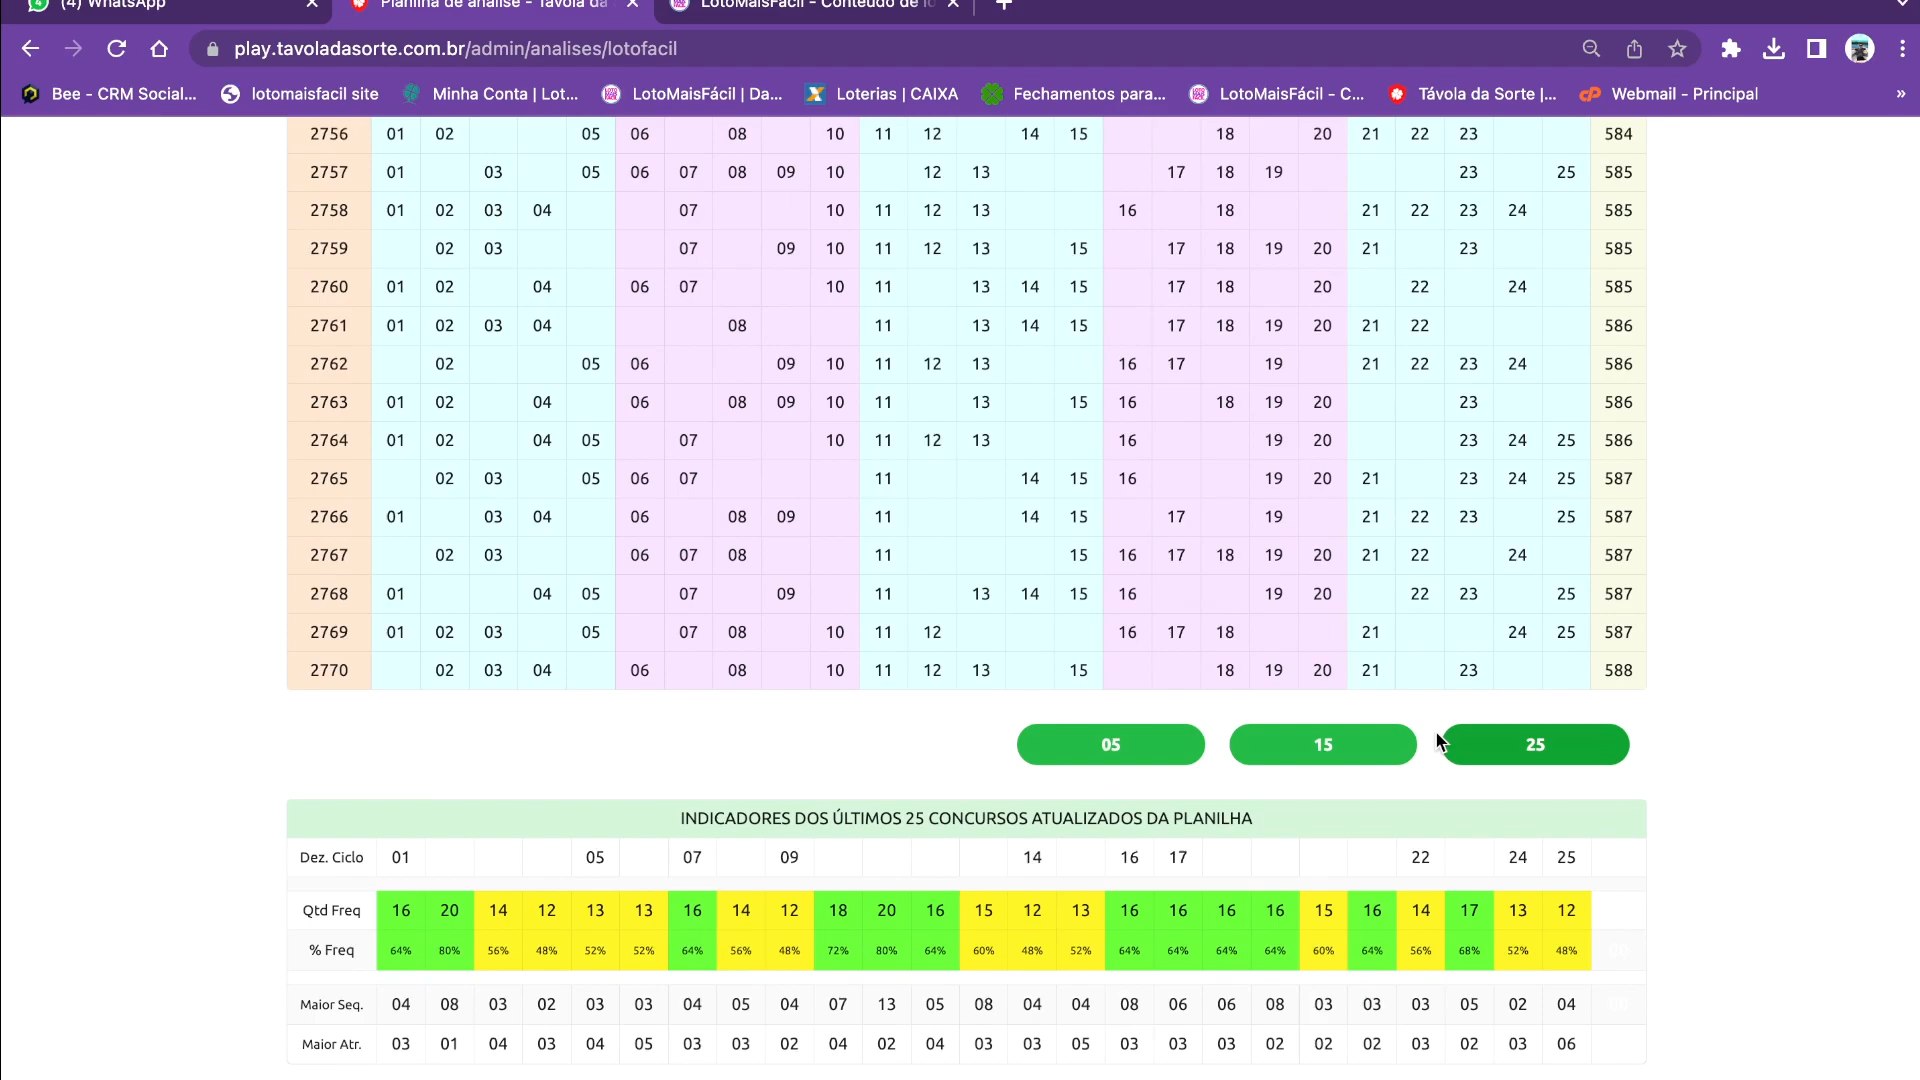 (4) WhatsApp × Planilha de análise - Távola da × LotoMaisFácil - Conteúdo de lo × +
play.tavoladasorte.com.br/admin/analises/lotofacil
Bee - CRM Social... lotomaisfacil site Minha Conta | Lot... LotoMaisFácil | Da... Loterias | CAIXA Fechamentos para... LotoMaisFácil - C... Távola da Sorte |... Webmail - Principal »
2756 01 02 05 06 08 10 11 12 14 15 18 20 21 22 23 584
2757 01 03 05 06 07 08 09 10 12 13 17 18 19 23 25 585
2758 01 02 03 04 07 10 11 12 13 16 18 21 22 23 24 585
2759 02 03 07 09 10 11 12 13 15 17 18 19 20 21 23 585
2760 01 02 04 06 07 10 11 13 14 15 17 18 20 22 24 585
2761 01 02 03 04 08 11 13 14 15 17 18 19 20 21 22 586
2762 02 05 06 09 10 11 12 13 16 17 19 21 22 23 24 586
2763 01 02 04 06 08 09 10 11 13 15 16 18 19 20 23 586
2764 01 02 04 05 07 10 11 12 13 16 19 20 23 24 25 586
2765 02 03 05 06 07 11 14 15 16 19 20 21 23 24 25 587
2766 01 03 04 06 08 09 11 14 15 17 19 21 22 23 25 587
2767 02 03 06 07 08 11 15 16 17 18 19 20 21 22 24 587
2768 01 04 05 07 09 11 13 14 15 16 19 20 22 23 25 587
2769 01 02 03 05 07 08 10 11 12 16 17 18 21 24 25 587
2770 02 03 04 06 08 10 11 12 13 15 18 19 20 21 23 588
05 15 25
INDICADORES DOS ÚLTIMOS 25 CONCURSOS ATUALIZADOS DA PLANILHA
Dez. Ciclo 01 05 07 09 14 16 17 22 24 25
Qtd Freq 16 20 14 12 13 13 16 14 12 18 20 16 15 12 13 16 16 16 16 15 16 14 17 13 12
% Freq 64% 80% 56% 48% 52% 52% 64% 56% 48% 72% 80% 64% 60% 48% 52% 64% 64% 64% 64% 60% 64% 56% 68% 52% 48%
Maior Seq. 04 08 03 02 03 03 04 05 04 07 13 05 08 04 04 08 06 06 08 03 03 03 05 02 04
Maior Atr. 03 01 04 03 04 05 03 03 02 04 02 04 03 03 05 03 03 03 02 02 02 03 02 03 06